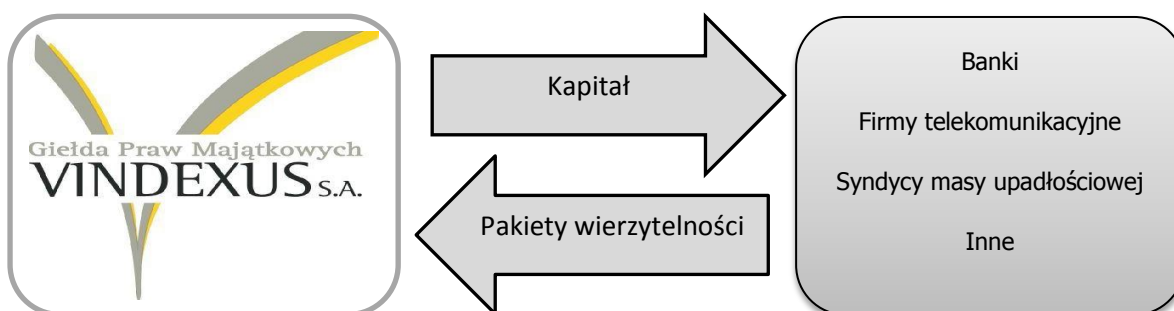 Giełda Praw Majątkowych
VINDEXUS S.A.
Kapitał
Pakiety wierzytelności
Banki
Firmy telekomunikacyjne
Syndycy masy upadłościowej
Inne